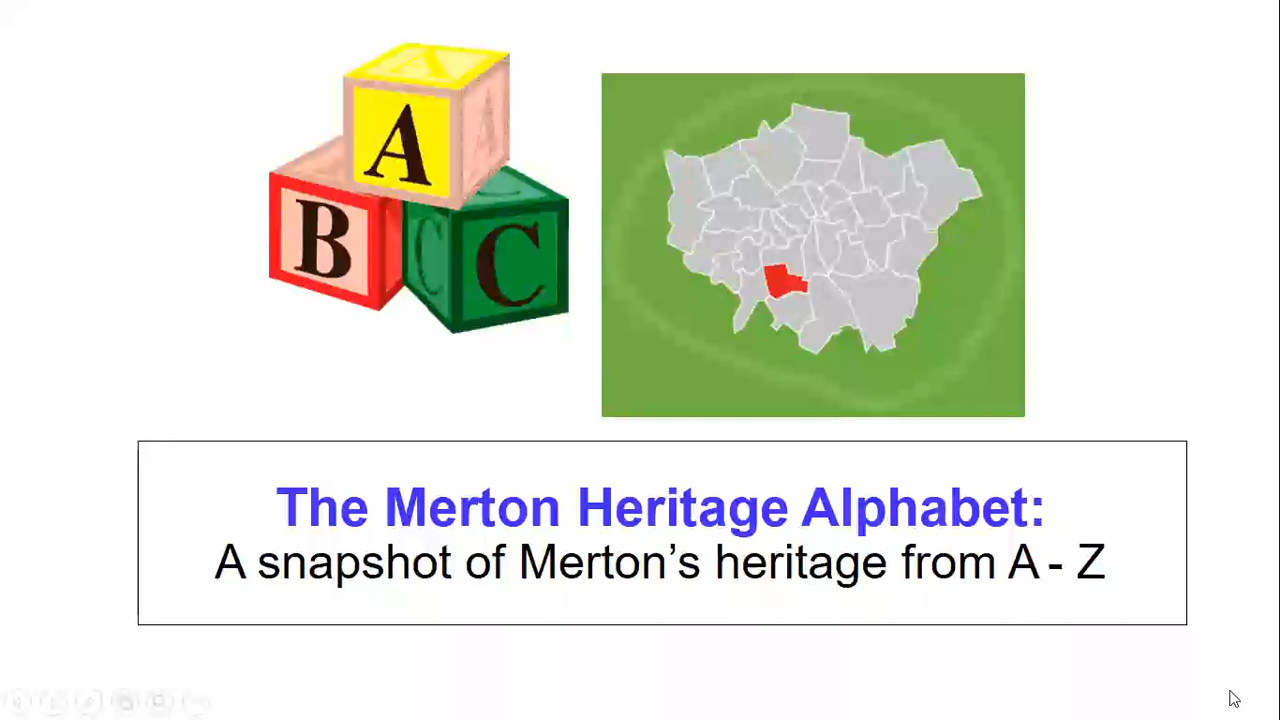 A
B
C
The Merton Heritage Alphabet:
A snapshot of Merton’s heritage from A - Z